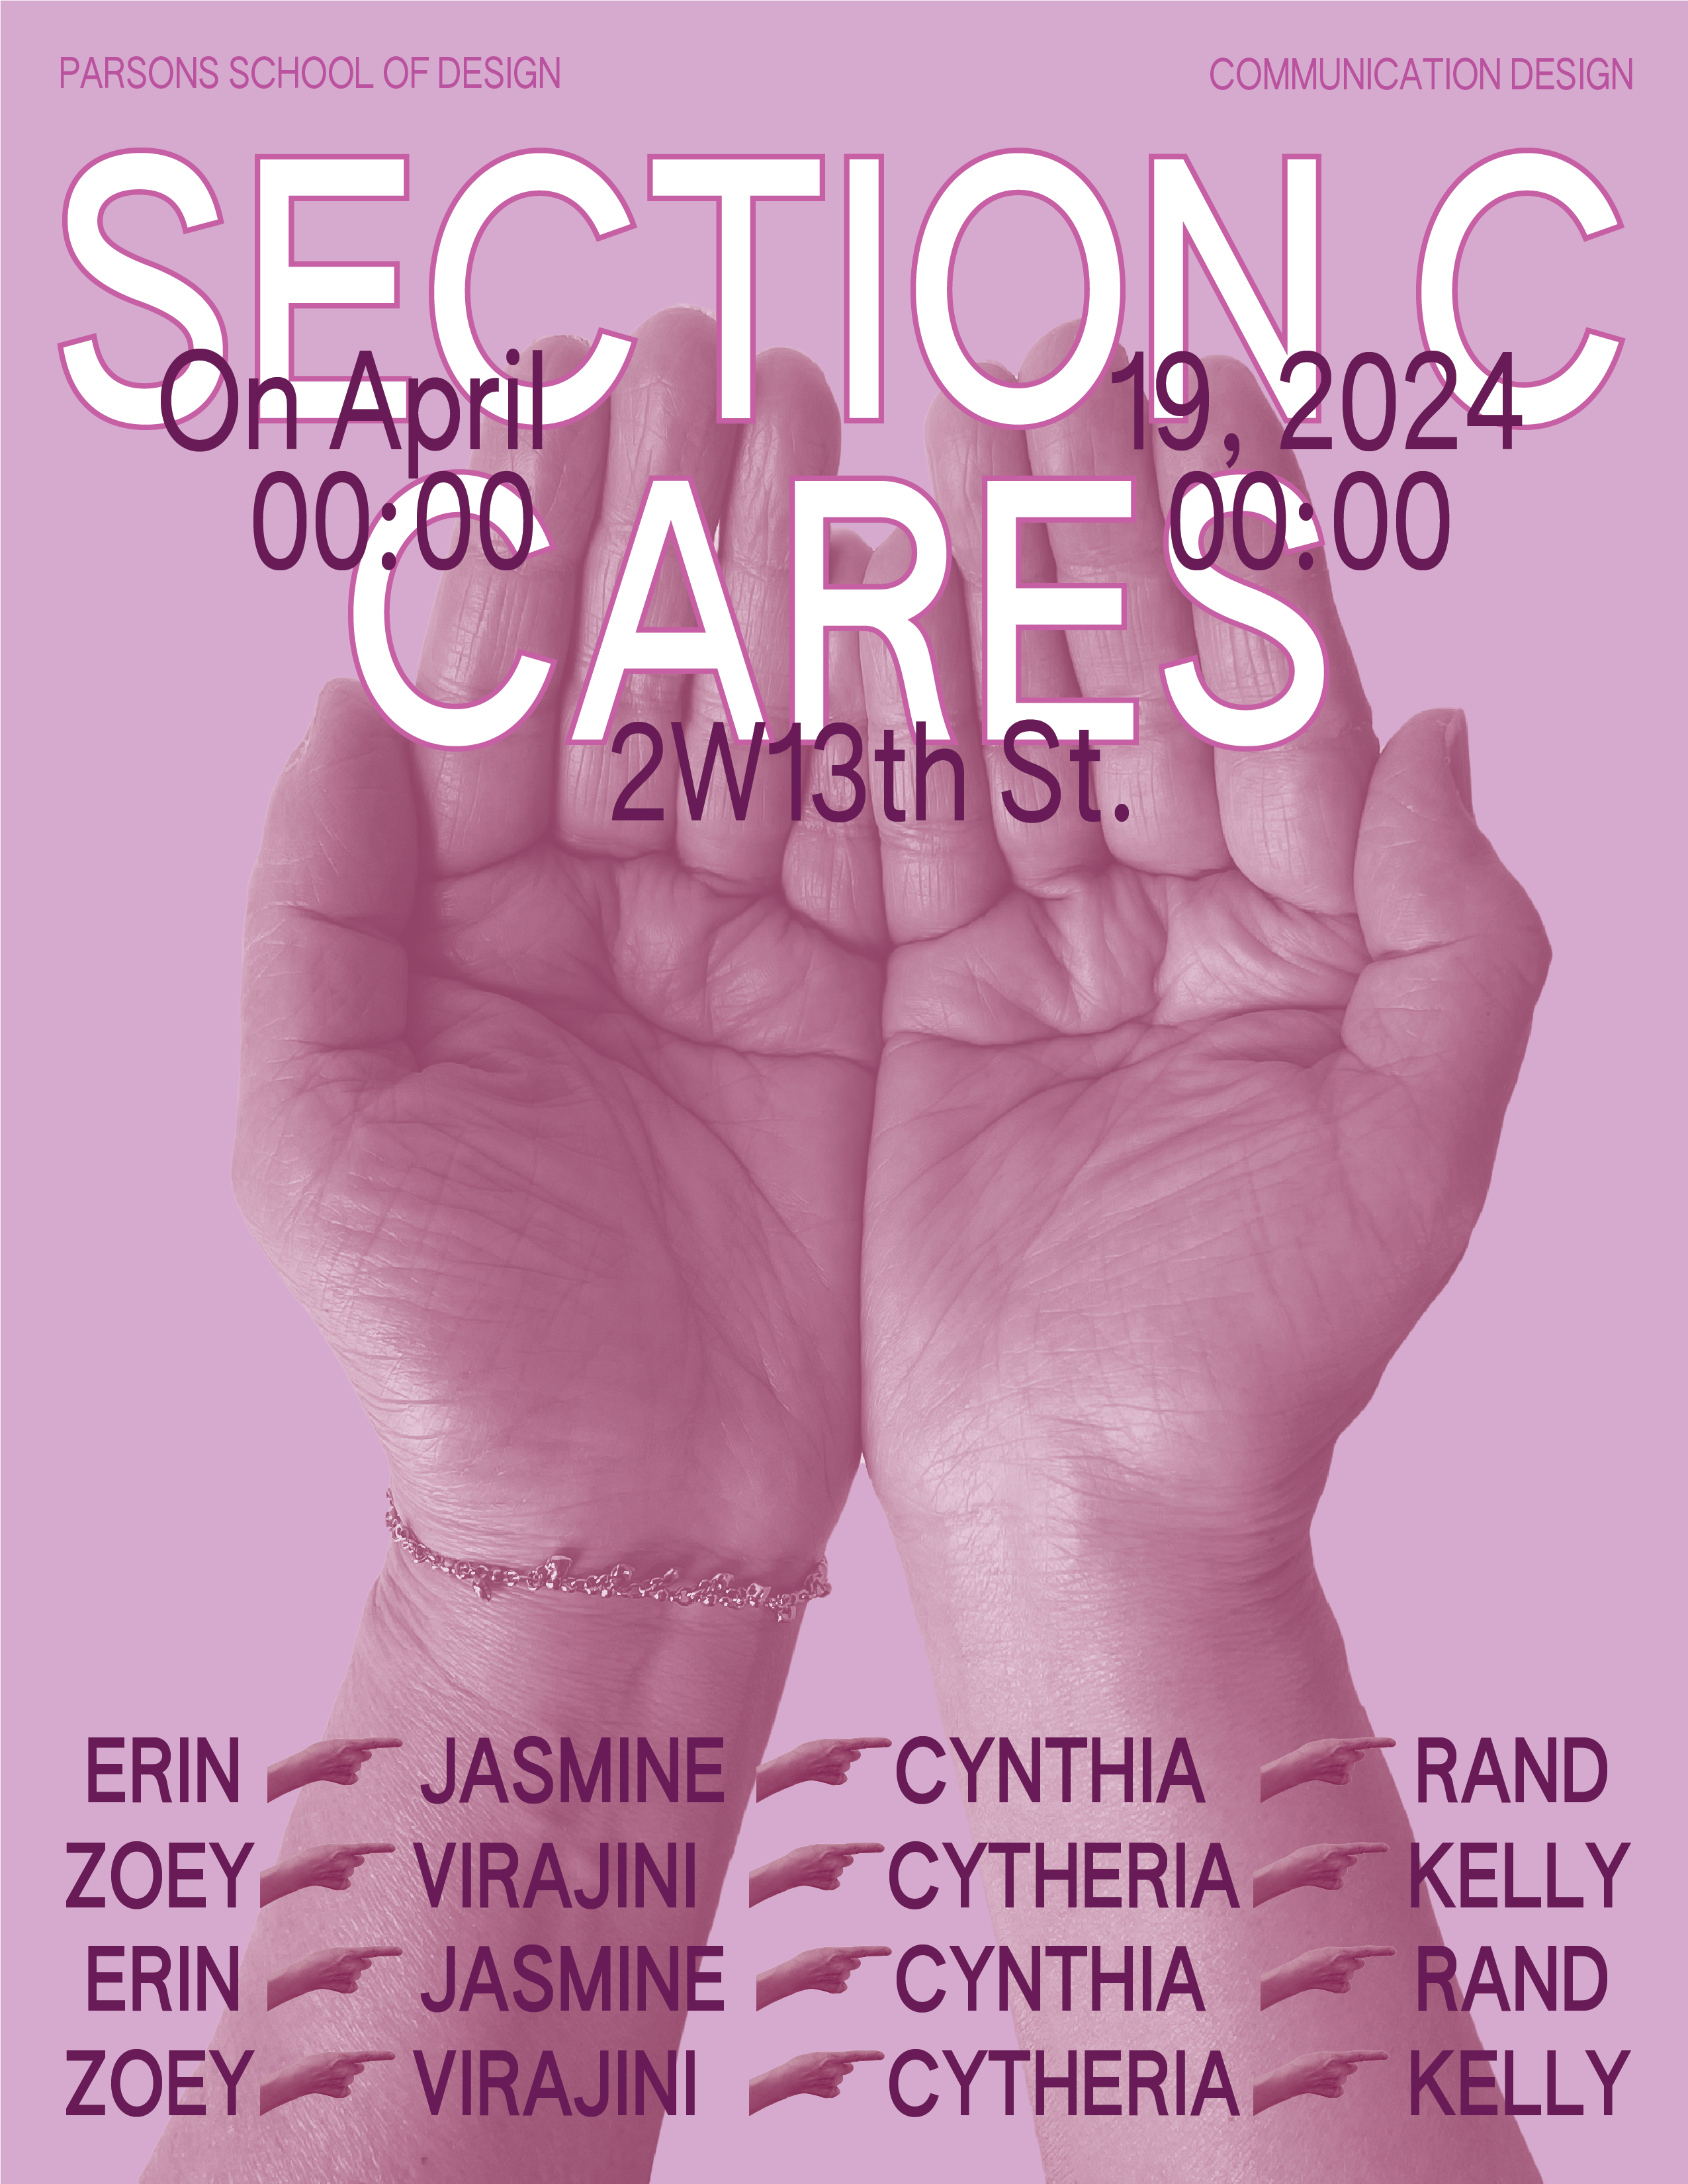 PARSONS SCHOOL OF DESIGN
COMMUNICATION DESIGN
SECTION C
On April 19, 2024
00:00 00:00
CARES
2W13th St.
ERIN JASMINE CYNTHIA RAND
ZOEY VIRAJINI CYTHERIA KELLY
ERIN JASMINE CYNTHIA RAND
ZOEY VIRAJINI CYTHERIA KELLY